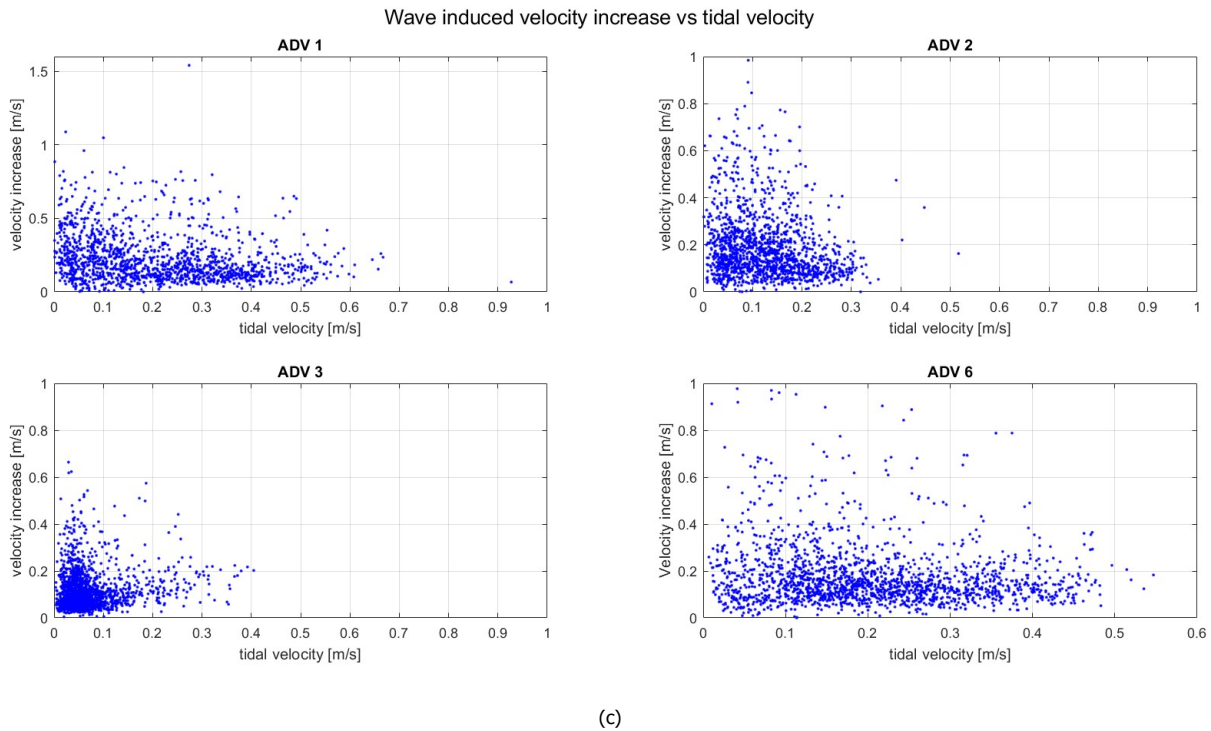 Wave induced velocity increase vs tidal velocity
ADV 1
velocity increase [m/s]
1.5
1
0.5
0
0 0.1 0.2 0.3 0.4 0.5 0.6 0.7 0.8 0.9 1
tidal velocity [m/s]
ADV 2
velocity increase [m/s]
1
0.8
0.6
0.4
0.2
0
0 0.1 0.2 0.3 0.4 0.5 0.6 0.7 0.8 0.9 1
tidal velocity [m/s]
ADV 3
velocity increase [m/s]
1
0.8
0.6
0.4
0.2
0
0 0.1 0.2 0.3 0.4 0.5 0.6 0.7 0.8 0.9 1
tidal velocity [m/s]
ADV 6
Velocity increase [m/s]
1
0.8
0.6
0.4
0.2
0
0 0.1 0.2 0.3 0.4 0.5 0.6
tidal velocity [m/s]
(c)